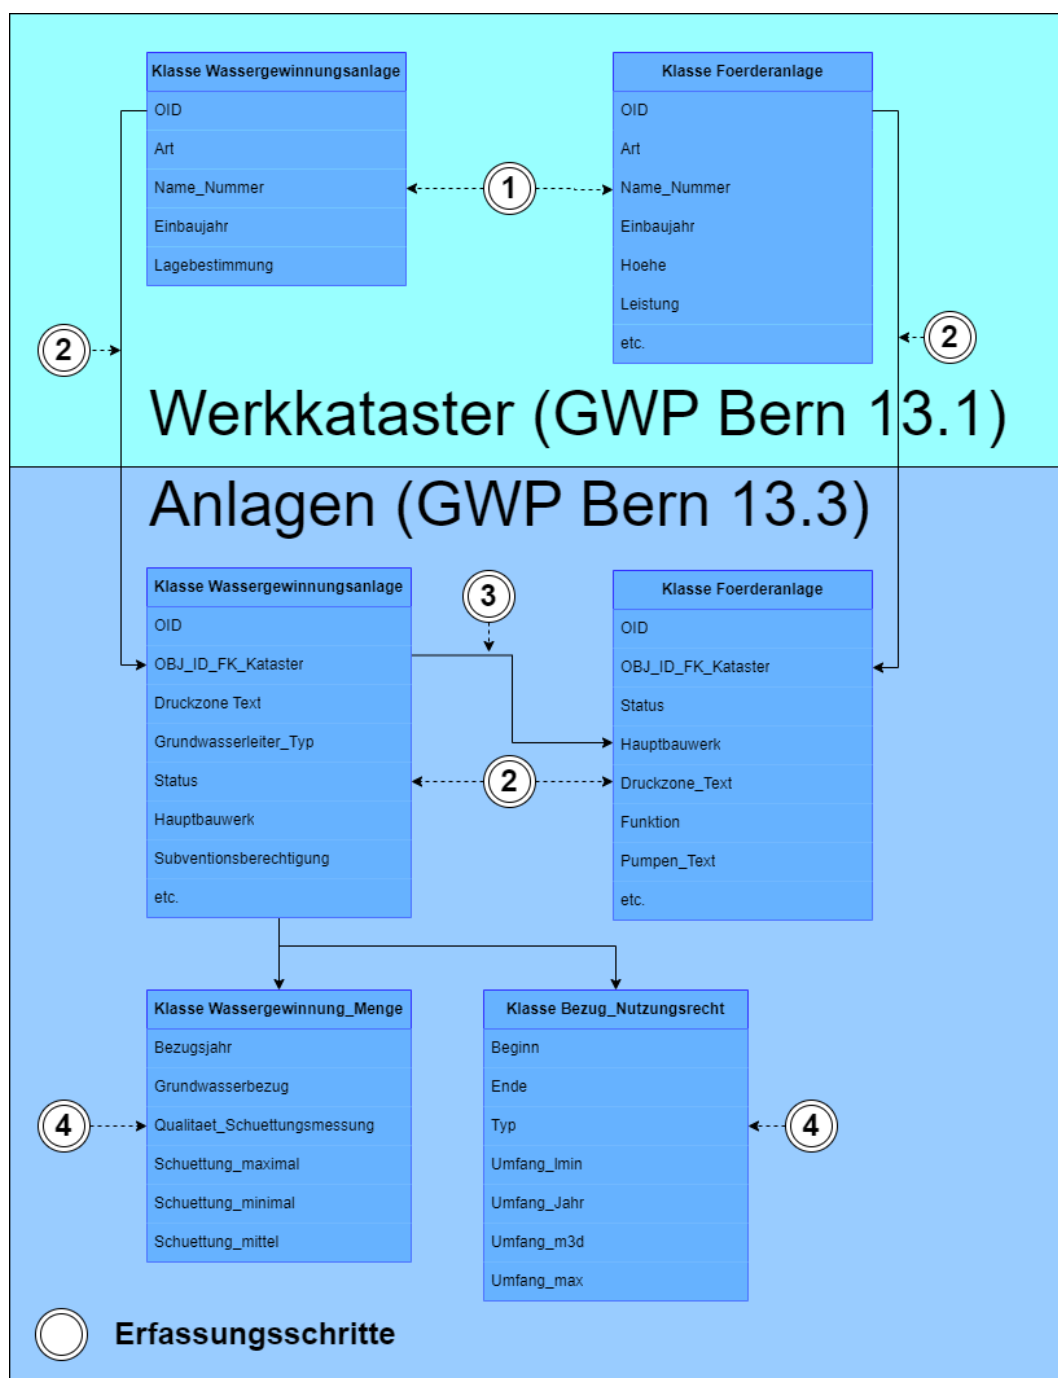 Klasse Wassergewinnungsanlage
OID
Art
Name_Nummer
Einbaujahr
Lagebestimmung
Klasse Foerderanlage
OID
Art
Name_Nummer
Einbaujahr
Hoehe
Leistung
etc.
1
2
2
Werkkataster (GWP Bern 13.1)
Anlagen (GWP Bern 13.3)
Klasse Wassergewinnungsanlage
OID
OBJ_ID_FK_Kataster
Druckzone Text
Grundwasserleiter_Typ
Status
Hauptbauwerk
Subventionsberechtigung
etc.
3
2
Klasse Foerderanlage
OID
OBJ_ID_FK_Kataster
Status
Hauptbauwerk
Druckzone_Text
Funktion
Pumpen_Text
etc.
Klasse Wassergewinnung_Menge
Bezugsjahr
Grundwasserbezug
Qualitaet_Schuettungsmessung
Schuettung_maximal
Schuettung_minimal
Schuettung_mittel
4
Klasse Bezug_Nutzungsrecht
Beginn
Ende
Typ
Umfang_lmin
Umfang_Jahr
Umfang_m3d
Umfang_max
4
Erfassungsschritte